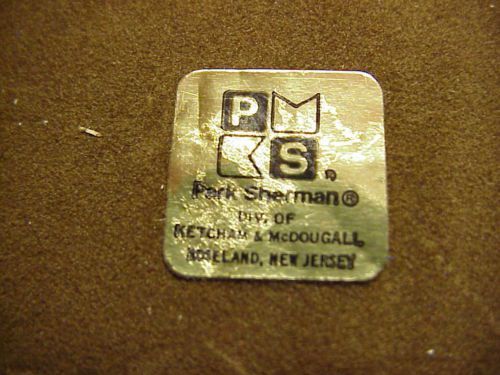 P M
K S ®
Park Sherman®
DIV. OF
KETCHAM & McDOUGALL
ROSELAND, NEW JERSEY